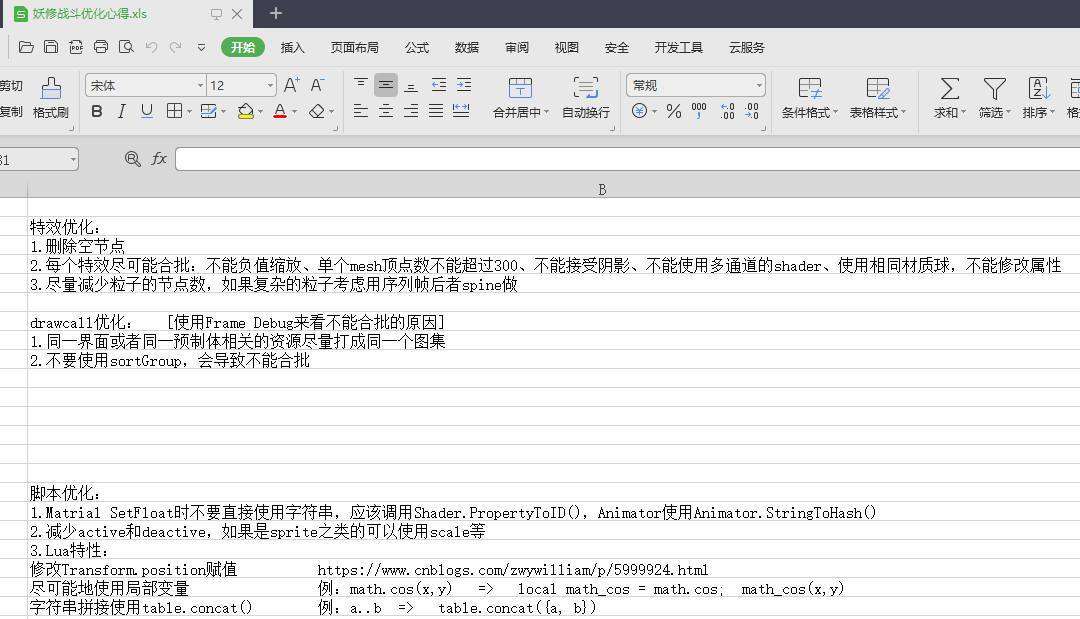 妖修战斗优化心得.xls
开始 插入 页面布局 公式 数据 审阅 视图 安全 开发工具 云服务
剪切 宋体 12 常规
复制 格式刷 合并居中 自动换行 条件格式 表格样式 求和 筛选 排序
B
特效优化：
1.删除空节点
2.每个特效尽可能合批：不能负值缩放、单个mesh顶点数不能超过300、不能接受阴影、不能使用多通道的shader、使用相同材质球，不能修改属性
3.尽量减少粒子的节点数，如果复杂的粒子考虑用序列帧后者spine做
drawcall优化： [使用Frame Debug来看不能合批的原因]
1.同一界面或者同一预制体相关的资源尽量打成同一个图集
2.不要使用sortGroup，会导致不能合批
脚本优化：
1.Matrial SetFloat时不要直接使用字符串，应该调用Shader.PropertyToID()，Animator使用Animator.StringToHash()
2.减少active和deactive，如果是sprite之类的可以使用scale等
3.Lua特性：
修改Transform.position赋值 https://www.cnblogs.com/zwywilliam/p/5999924.html
尽可能地使用局部变量 例：math.cos(x,y) => local math_cos = math.cos; math_cos(x,y)
字符串拼接使用table.concat() 例：a..b => table.concat({a, b})